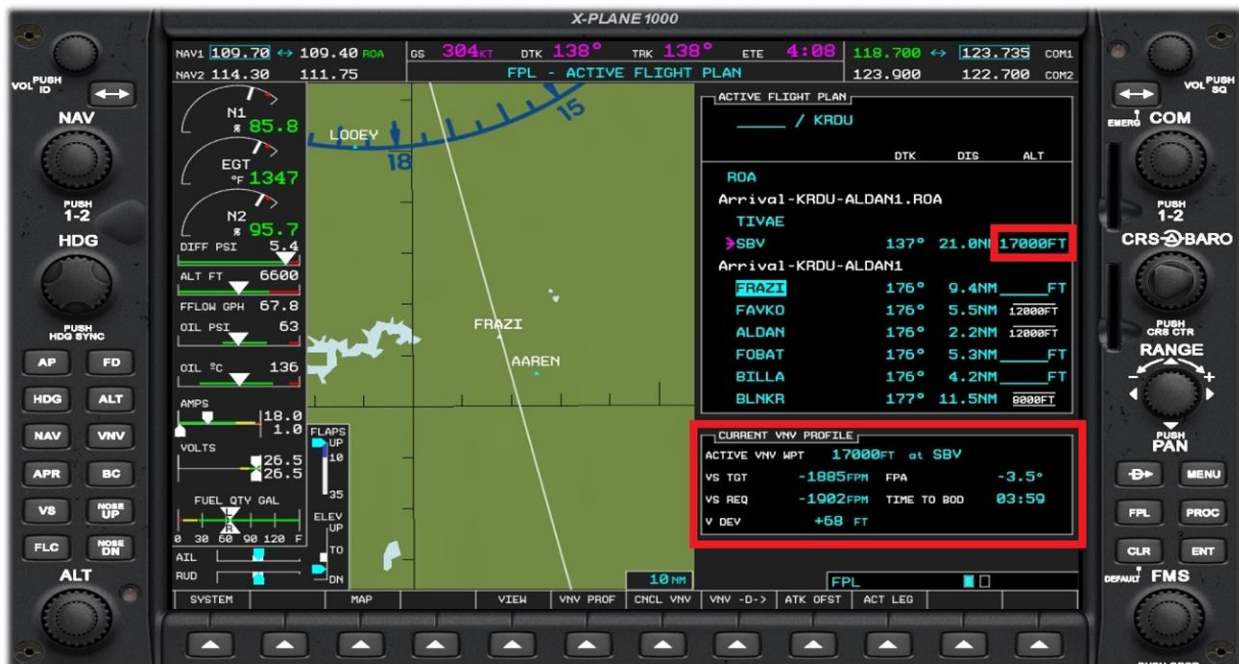 X-PLANE 1000
NAV1 109.70 ↔ 109.40 ROA GS 304KT DTK 138° TRK 138° ETE 4:08 118.700 ↔ 123.735 COM1
NAV2 114.30 111.75 FPL - ACTIVE FLIGHT PLAN 123.900 122.700 COM2
VOL PUSH ID
NAV
PUSH 1-2
HDG
PUSH HDG SYNC
AP FD
HDG ALT
NAV VNV
APR BC
VS NOSE UP
FLC NOSE DN
ALT
N1
% 85.8
EGT
°F 1347
N2
% 95.7
DIFF PSI 5.4
ALT FT 6600
FFLOW GPH 67.8
OIL PSI 63
OIL ºC 136
AMPS
18.0
1.0
VOLTS
26.5
26.5
FUEL QTY GAL
L
R
0 30 60 90 120 F
AIL
RUD
FLAPS
UP
10
35
ELEV
UP
TO
DN
LOOEY
18
15
FRAZI
AAREN
10 NM
ACTIVE FLIGHT PLAN
_____ / KRDU
DTK DIS ALT
ROA
Arrival-KRDU-ALDAN1.ROA
TIVAE
SBV 137° 21.0NM 17000FT
Arrival-KRDU-ALDAN1
FRAZI 176° 9.4NM _____FT
FAVKO 176° 5.5NM 12000FT
ALDAN 176° 2.2NM 12000FT
FOBAT 176° 5.3NM _____FT
BILLA 176° 4.2NM _____FT
BLNKR 177° 11.5NM 8000FT
CURRENT VNV PROFILE
ACTIVE VNV WPT 17000FT at SBV
VS TGT -1885FPM FPA -3.5°
VS REQ -1902FPM TIME TO BOD 03:59
V DEV +68 FT
FPL
SYSTEM MAP VIEW VNV PROF CNCL VNV VNV -D-> ATK OFST ACT LEG
VOL PUSH SQ
EMERG COM
PUSH 1-2
CRS BARO
PUSH CRS CTR
RANGE
- +
PUSH PAN
D MENU
FPL PROC
CLR ENT
DEFAULT FMS